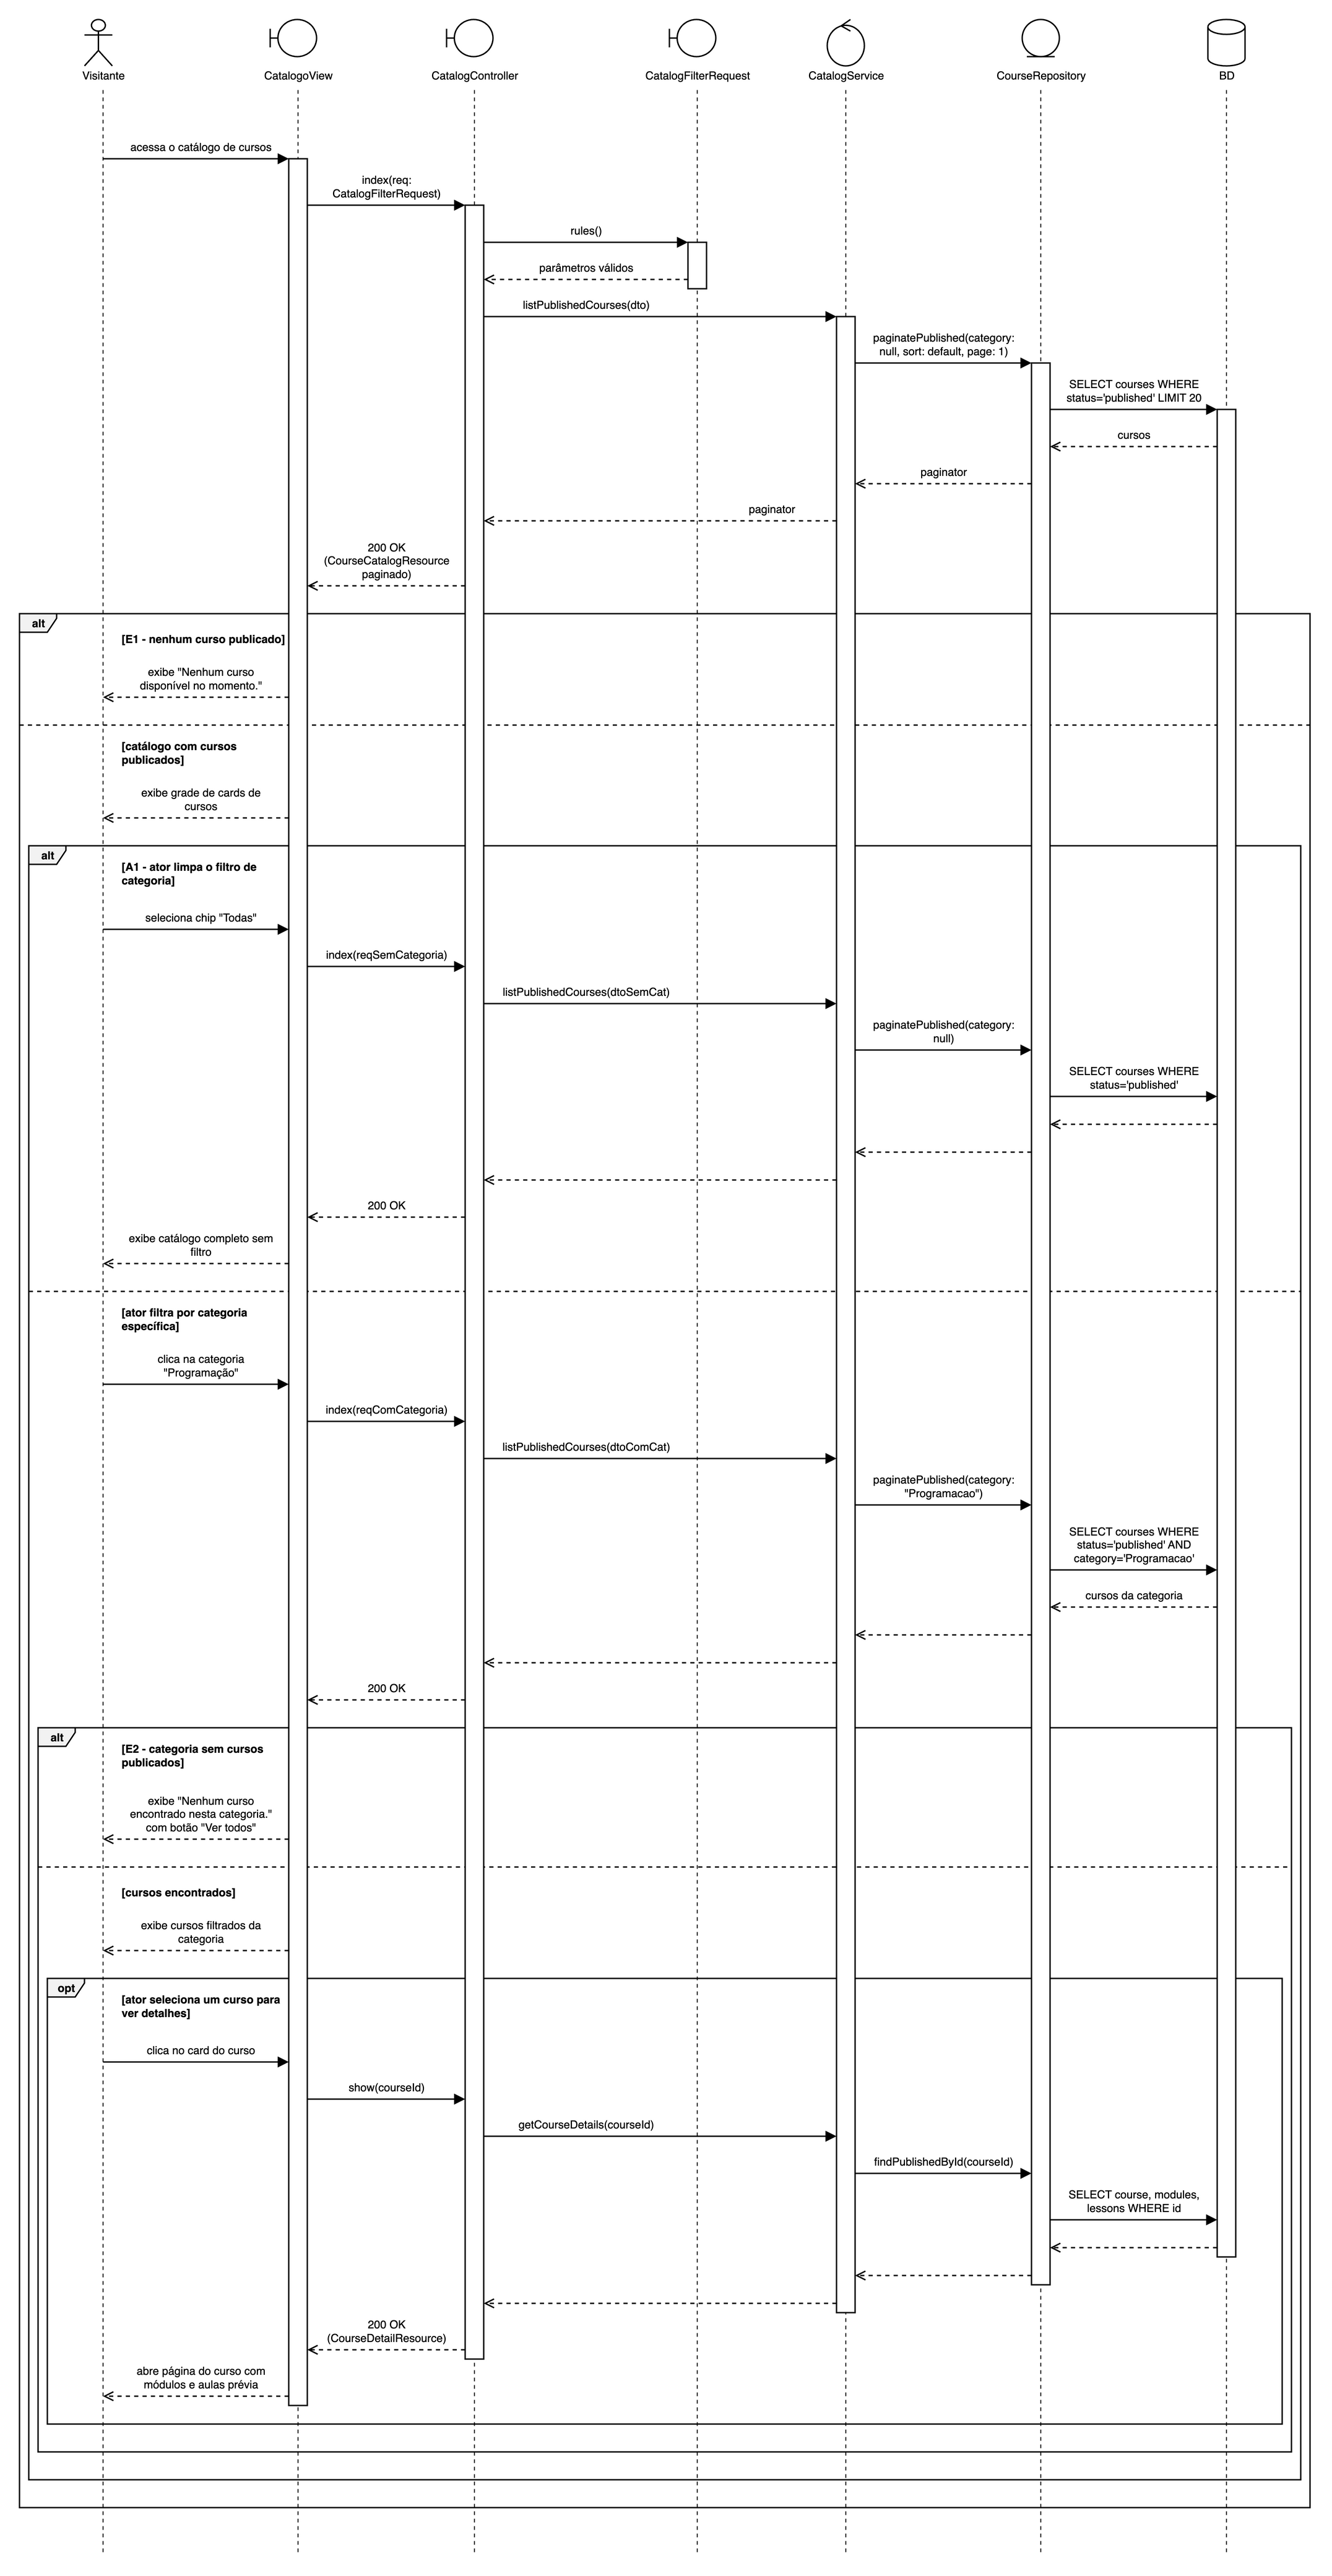 Visitante
CatalogoView
CatalogController
CatalogFilterRequest
CatalogService
CourseRepository
BD
acessa o catálogo de cursos
index(req:
CatalogFilterRequest)
rules()
parâmetros válidos
listPublishedCourses(dto)
paginatePublished(category:
null, sort: default, page: 1)
SELECT courses WHERE
status='published' LIMIT 20
cursos
paginator
paginator
200 OK
(CourseCatalogResource
paginado)
alt
[E1 - nenhum curso publicado]
exibe "Nenhum curso
disponível no momento."
[catálogo com cursos
publicados]
exibe grade de cards de
cursos
alt
[A1 - ator limpa o filtro de
categoria]
seleciona chip "Todas"
index(reqSemCategoria)
listPublishedCourses(dtoSemCat)
paginatePublished(category:
null)
SELECT courses WHERE
status='published'
200 OK
exibe catálogo completo sem
filtro
[ator filtra por categoria
específica]
clica na categoria
"Programação"
index(reqComCategoria)
listPublishedCourses(dtoComCat)
paginatePublished(category:
"Programacao")
SELECT courses WHERE
status='published' AND
category='Programacao'
cursos da categoria
200 OK
alt
[E2 - categoria sem cursos
publicados]
exibe "Nenhum curso
encontrado nesta categoria."
com botão "Ver todos"
[cursos encontrados]
exibe cursos filtrados da
categoria
opt
[ator seleciona um curso para
ver detalhes]
clica no card do curso
show(courseId)
getCourseDetails(courseId)
findPublishedById(courseId)
SELECT course, modules,
lessons WHERE id
200 OK
(CourseDetailResource)
abre página do curso com
módulos e aulas prévia